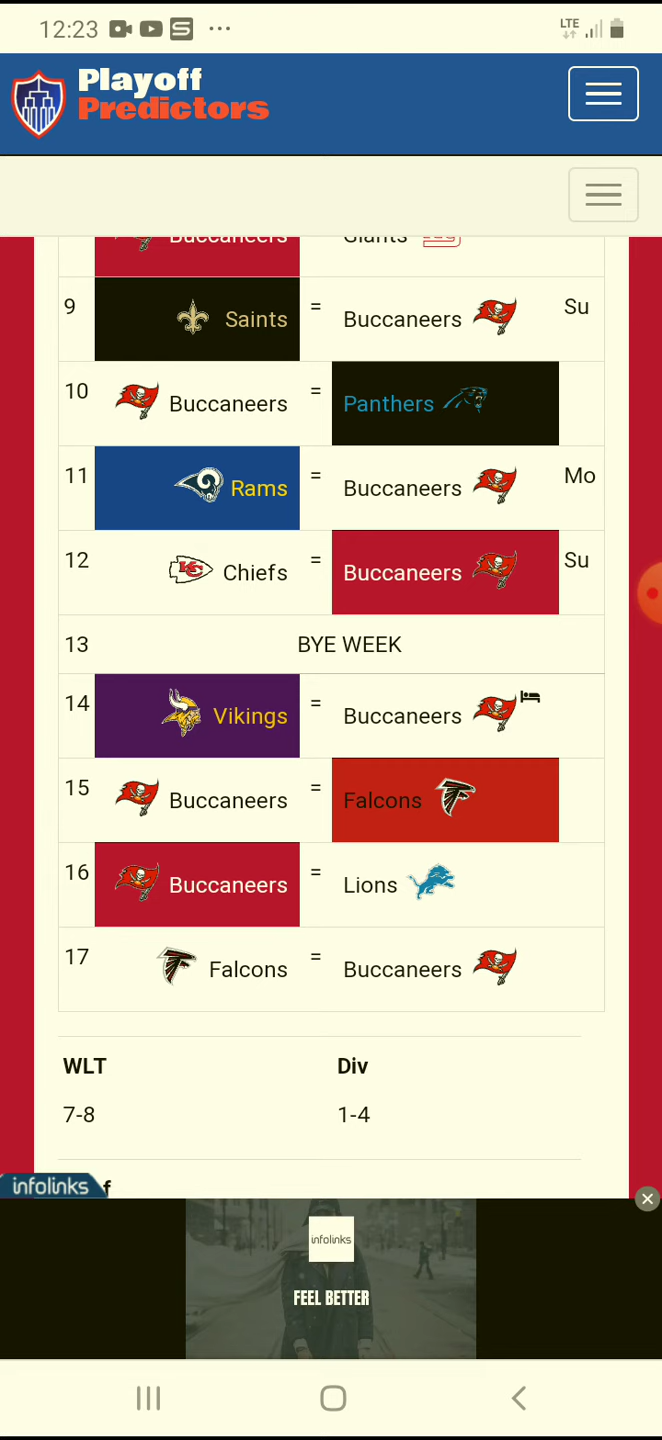 12:23 LTE
Playoff
Predictors
Buccaneers Giants
9 Saints = Buccaneers Su
10 Buccaneers = Panthers
11 Rams = Buccaneers Mo
12 Chiefs = Buccaneers Su
13 BYE WEEK
14 Vikings = Buccaneers
15 Buccaneers = Falcons
16 Buccaneers = Lions
17 Falcons = Buccaneers
WLT Div
7-8 1-4
infolinks f
infolinks
FEEL BETTER